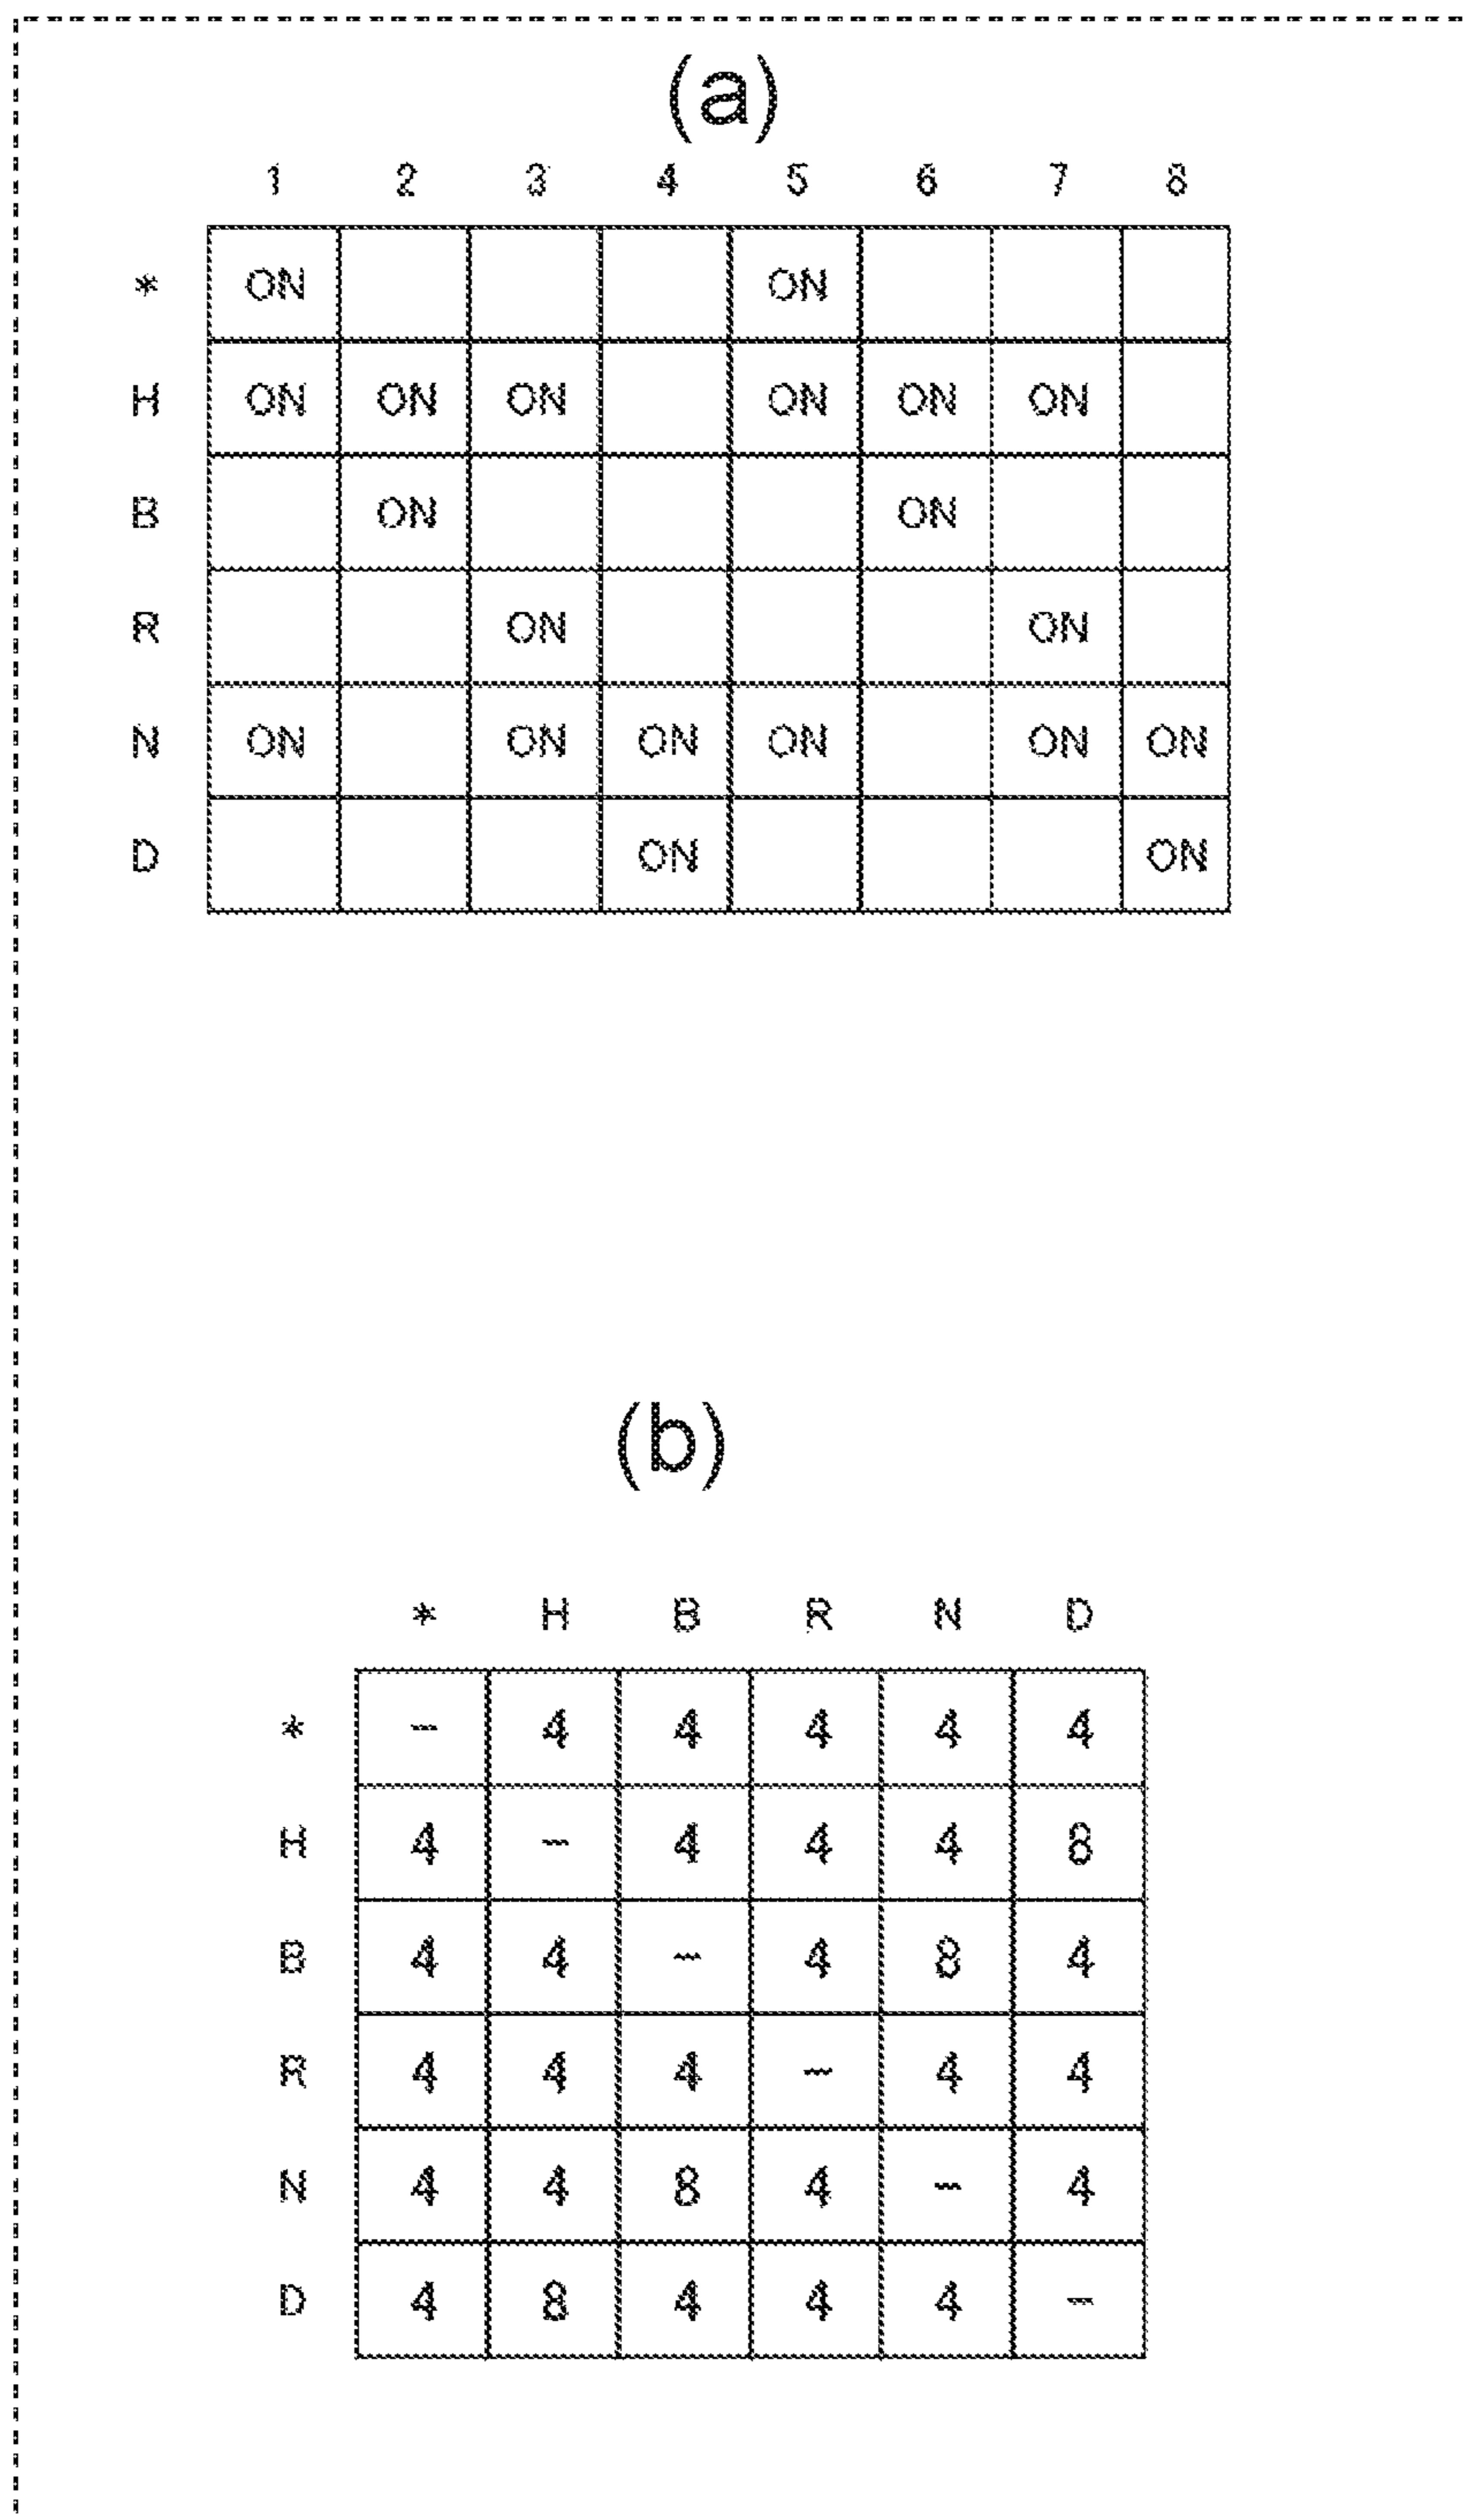 (a)
1 2 3 4 5 6 7 8
* ON ON
H ON ON ON ON ON ON
B ON ON
R ON ON
N ON ON ON ON ON ON
D ON ON
(b)
* H B R N D
* - 4 4 4 4 4
H 4 - 4 4 4 8
B 4 4 - 4 8 4
R 4 4 4 - 4 4
N 4 4 8 4 - 4
D 4 8 4 4 4 -